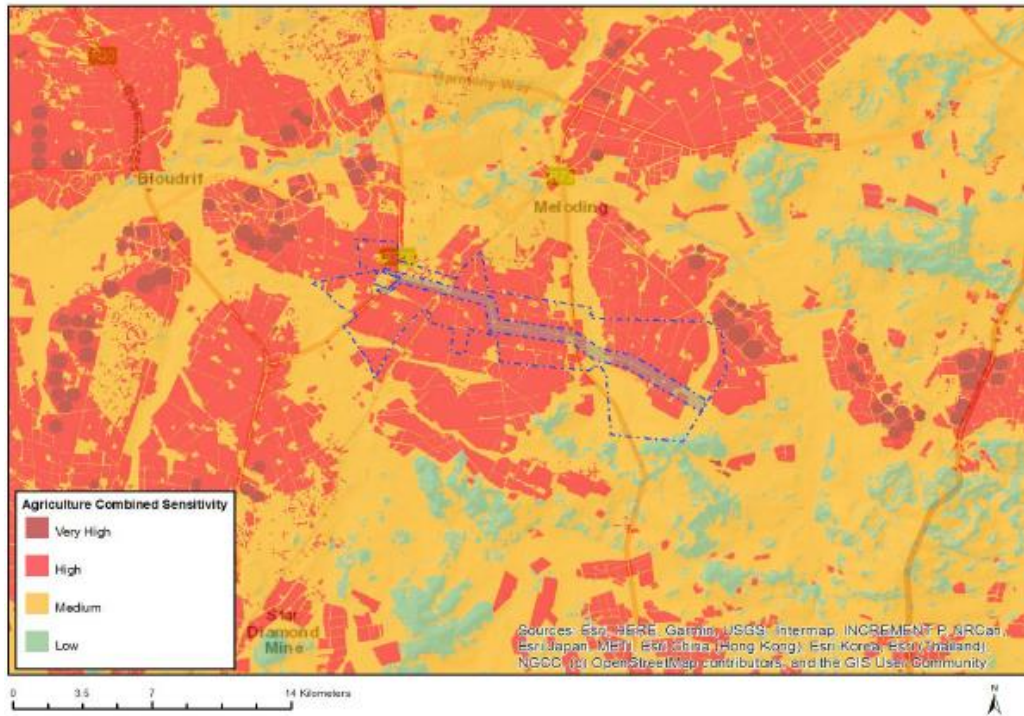 Harmony Way
Bloudrif
Meloding
Agriculture Combined Sensitivity
Very High
High
Medium
Low
Star
Diamond
Mine
Sources: Esri, HERE, Garmin, USGS, Intermap, INCREMENT P, NRCan,
Esri Japan, METI, Esri China (Hong Kong), Esri Korea, Esri (Thailand),
NGCC, (c) OpenStreetMap contributors, and the GIS User Community
0 3.5 7 14 Kilometers
N